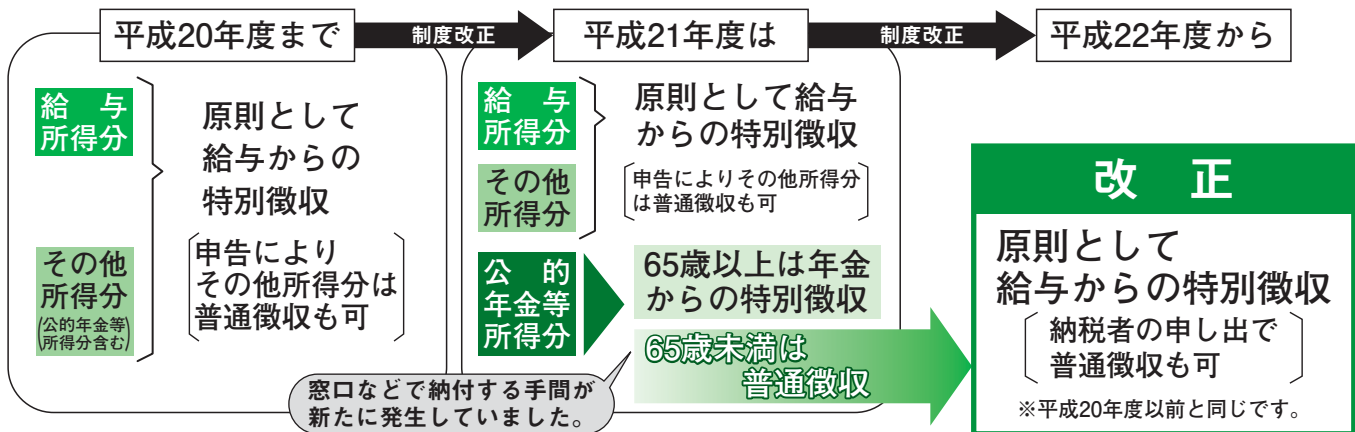 平成20年度まで
制度改正
平成21年度は
制度改正
平成22年度から
給与
所得分
原則として
給与からの
特別徴収
その他
所得分
(公的年金等
所得分含む)
申告により
その他所得分は
普通徴収も可
給与
所得分
その他
所得分
原則として給与
からの特別徴収
申告によりその他所得分
は普通徴収も可
公的
年金等
所得分
65歳以上は年金
からの特別徴収
65歳未満は
普通徴収
窓口などで納付する手間が
新たに発生していました。
改正
原則として
給与からの特別徴収
納税者の申し出で
普通徴収も可
※平成20年度以前と同じです。